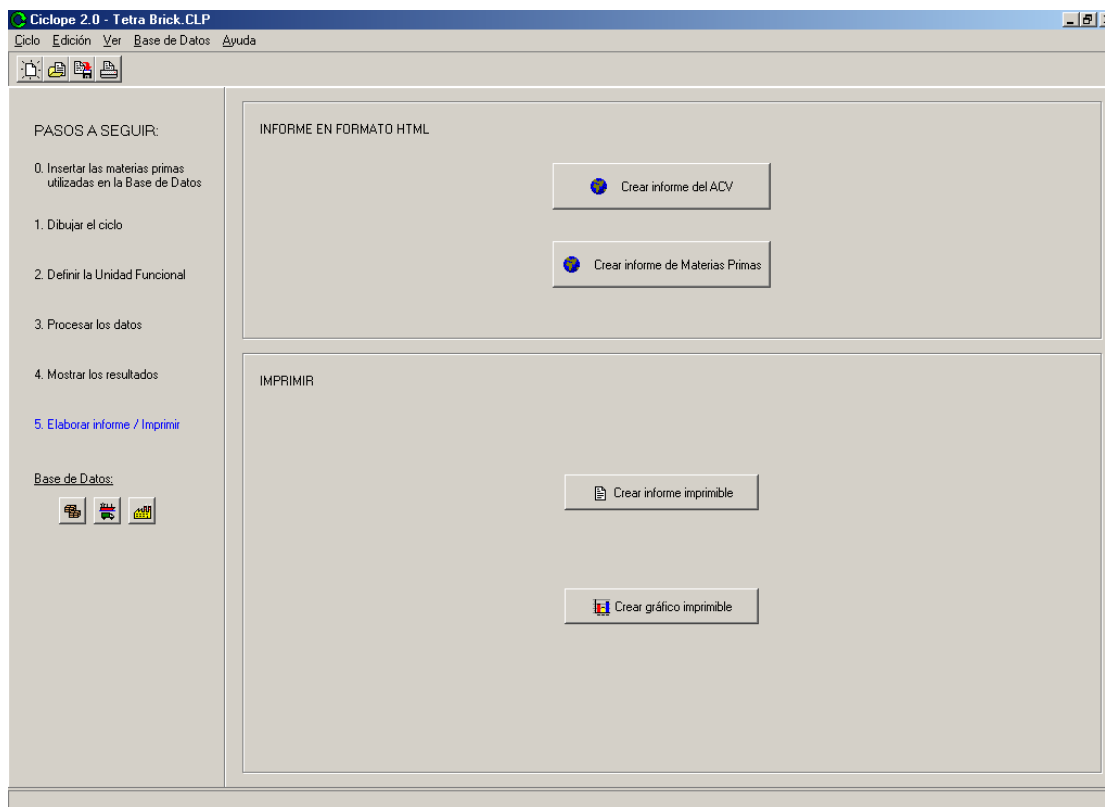 Ciclope 2.0 - Tetra Brick.CLP
Ciclo Edición Ver Base de Datos Ayuda
PASOS A SEGUIR:
0. Insertar las materias primas
utilizadas en la Base de Datos
1. Dibujar el ciclo
2. Definir la Unidad Funcional
3. Procesar los datos
4. Mostrar los resultados
5. Elaborar informe / Imprimir
Base de Datos:
INFORME EN FORMATO HTML
Crear informe del ACV
Crear informe de Materias Primas
IMPRIMIR
Crear informe imprimible
Crear gráfico imprimible